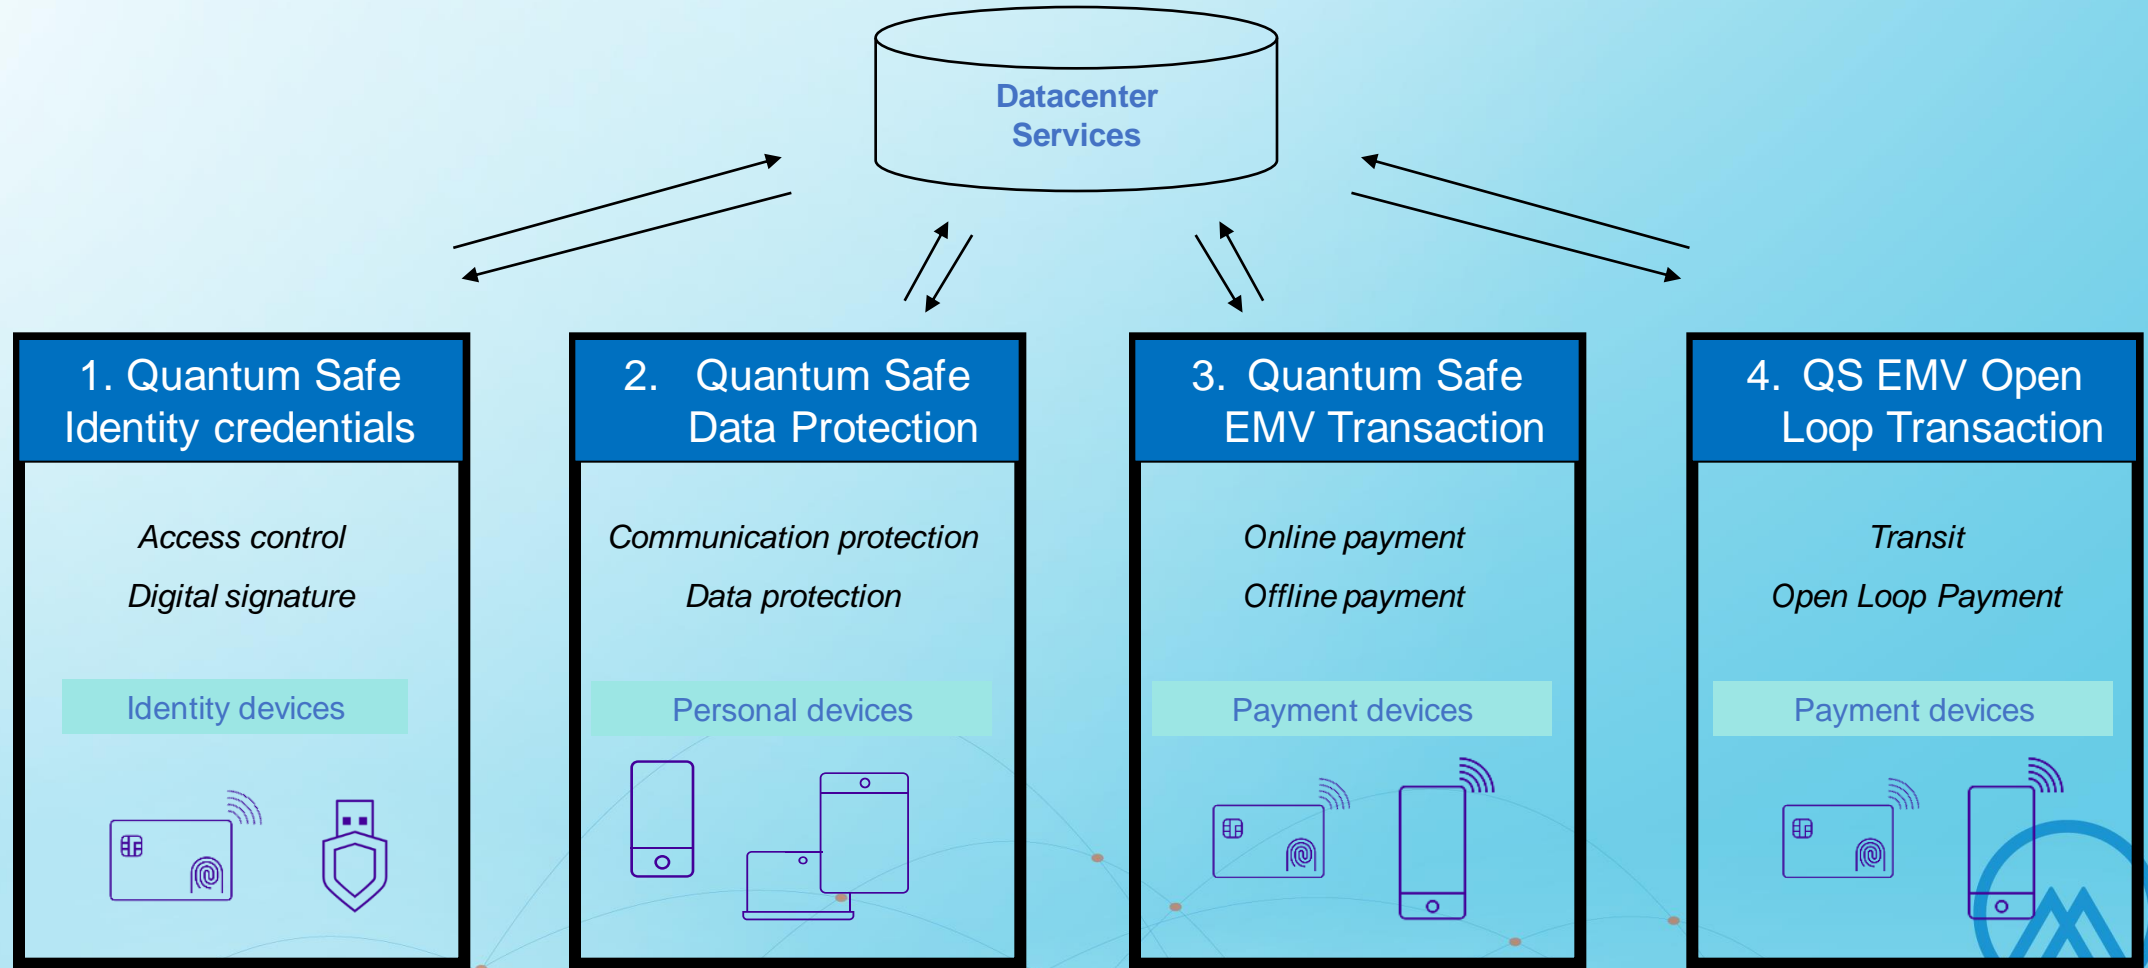 Datacenter
Services
1. Quantum Safe
Identity credentials
Access control
Digital signature
Identity devices
2. Quantum Safe
Data Protection
Communication protection
Data protection
Personal devices
3. Quantum Safe
EMV Transaction
Online payment
Offline payment
Payment devices
4. QS EMV Open
Loop Transaction
Transit
Open Loop Payment
Payment devices